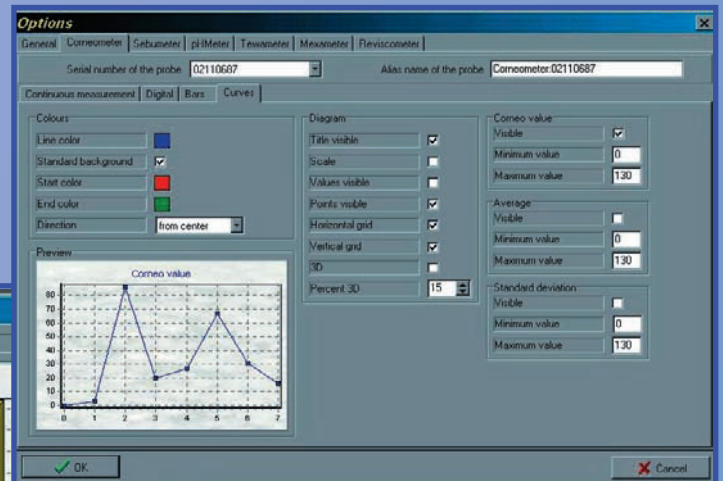 Options
General Corneometer Sebumeter pHMeter Tewameter Mexameter Reviscometer
Serial number of the probe 02110687 Alias name of the probe Corneometer:02110687
Continuous measurement Digital Bars Curves
Colours
Line color
Standard background
Start color
End color
Direction from center
Preview
Corneo value
80
70
60
50
40
30
20
10
0
0 1 2 3 4 5 6 7
Diagram
Title visible
Scale
Values visible
Points visible
Horizontal grid
Vertical grid
3D
Percent 3D 15
Corneo value
Visible
Minimum value 0
Maximum value 130
Average
Visible
Minimum value 0
Maximum value 130
Standard deviation
Visible
Minimum value 0
Maximum value 130
OK Cancel